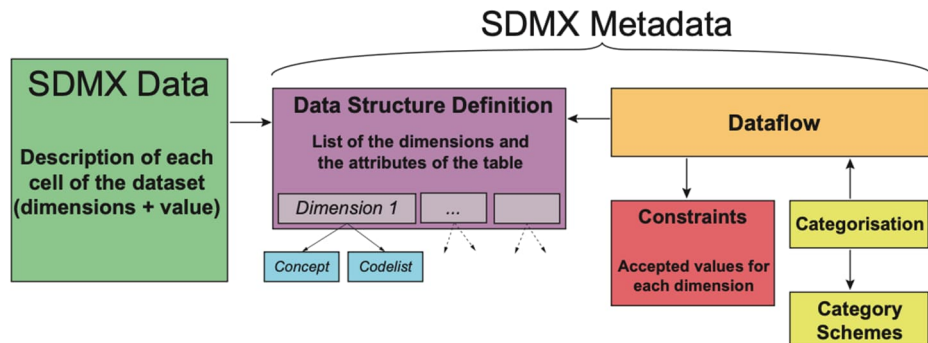 SDMX Metadata
SDMX Data
Description of each
cell of the dataset
(dimensions + value)
Data Structure Definition
List of the dimensions and
the attributes of the table
Dimension 1
...
Concept
Codelist
Dataflow
Constraints
Accepted values for
each dimension
Categorisation
Category
Schemes